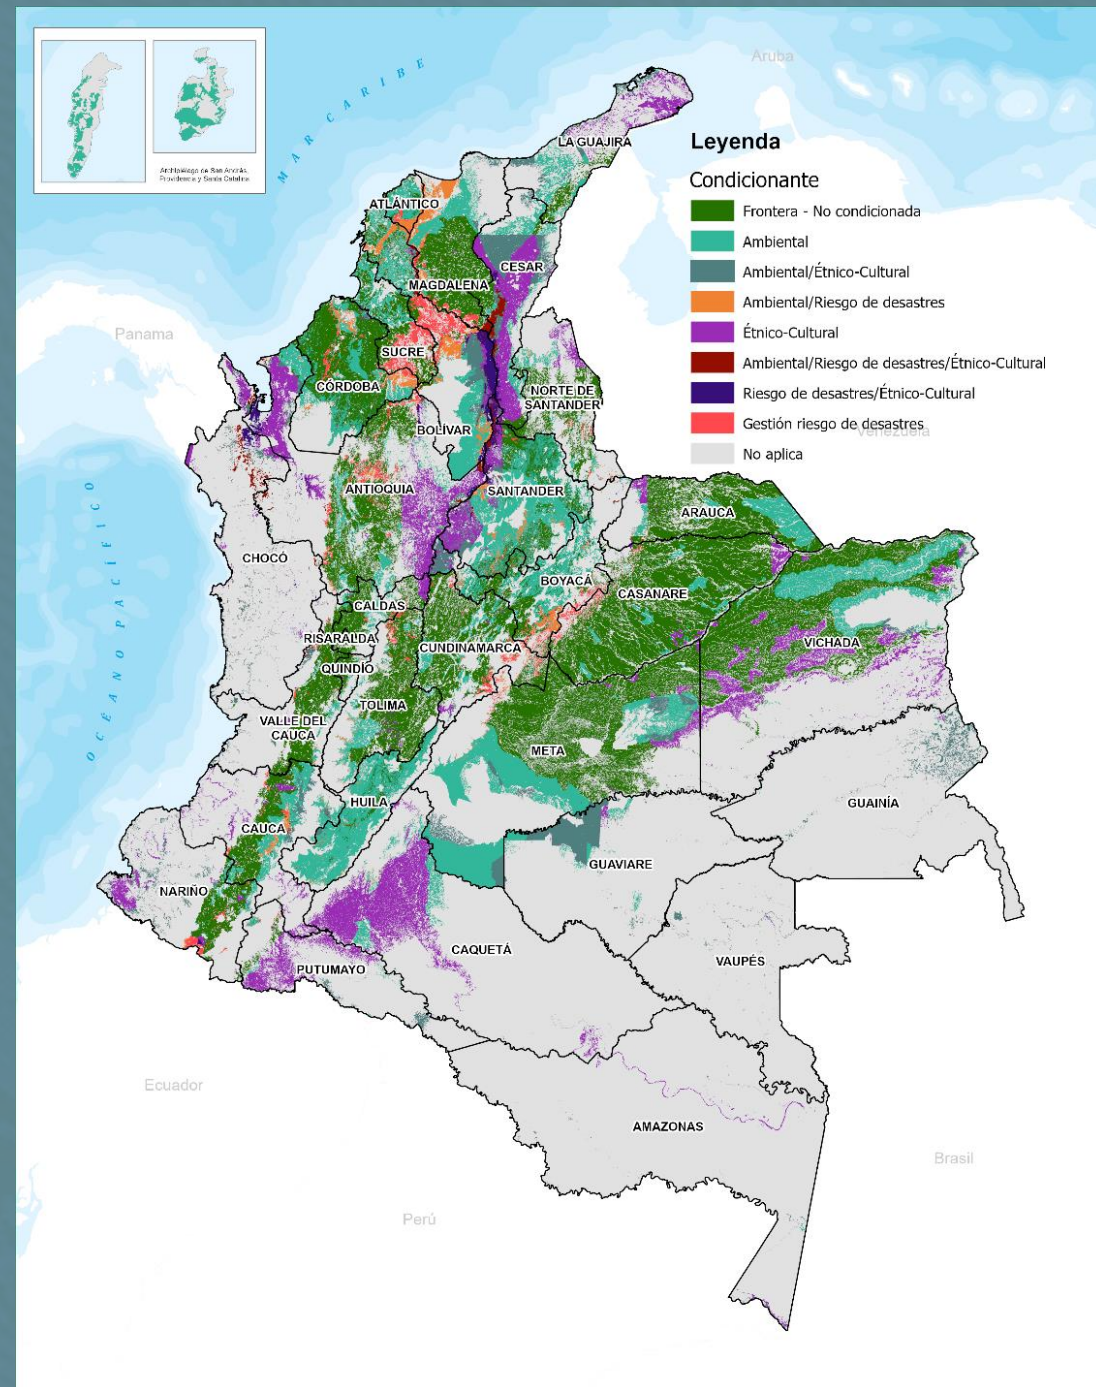 Archipiélago de San Andrés,
Providencia y Santa Catalina
MAR CARIBE
Aruba
LA GUAJIRA
Leyenda
Condicionante
Frontera - No condicionada
Ambiental
Ambiental/Étnico-Cultural
Ambiental/Riesgo de desastres
Étnico-Cultural
Ambiental/Riesgo de desastres/Étnico-Cultural
Riesgo de desastres/Étnico-Cultural
Gestión riesgo de desastres
No aplica
Venezuela
ATLÁNTICO
CESAR
MAGDALENA
Panama
SUCRE
CÓRDOBA
NORTE DE
SANTANDER
BOLÍVAR
ANTIOQUIA
SANTANDER
ARAUCA
OCÉANO PACÍFICO
CHOCÓ
BOYACÁ
CASANARE
CALDAS
RISARALDA
CUNDINAMARCA
VICHADA
QUINDÍO
TOLIMA
VALLE DEL
CAUCA
META
HUILA
GUAINÍA
CAUCA
GUAVIARE
NARIÑO
CAQUETÁ
VAUPÉS
PUTUMAYO
Ecuador
AMAZONAS
Brasil
Perú